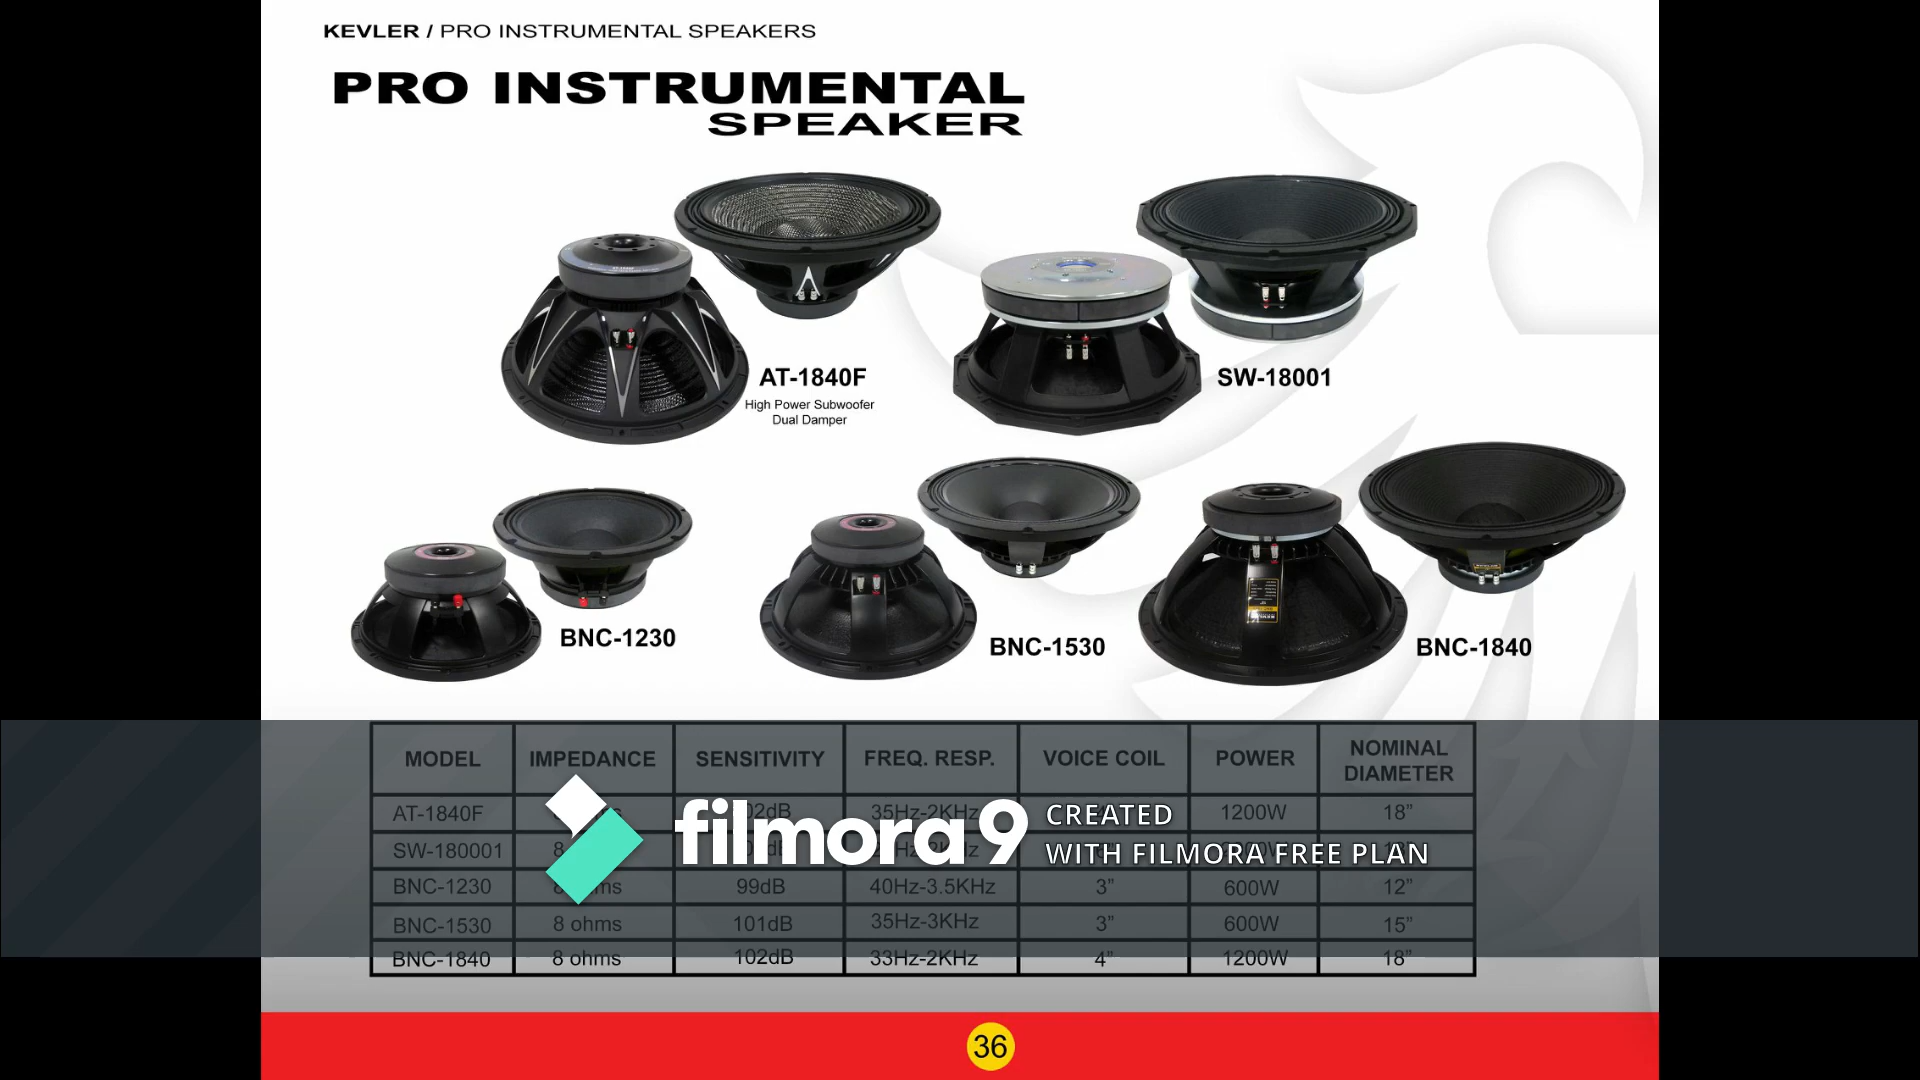 KEVLER / PRO INSTRUMENTAL SPEAKERS
PRO INSTRUMENTAL
SPEAKER
AT-1840F
High Power Subwoofer
Dual Damper
SW-18001
BNC-1230
BNC-1530
BNC-1840
MODEL IMPEDANCE SENSITIVITY FREQ. RESP. VOICE COIL POWER NOMINAL DIAMETER
AT-1840F 35Hz-2KHz 1200W 18”
SW-180001 8
BNC-1230 99dB 40Hz-3.5KHz 3” 600W 12”
BNC-1530 8 ohms 101dB 35Hz-3KHz 3” 600W 15”
BNC-1840 8 ohms 102dB 33Hz-2KHz 4” 1200W 18”
filmora9
CREATED
WITH FILMORA FREE PLAN
36